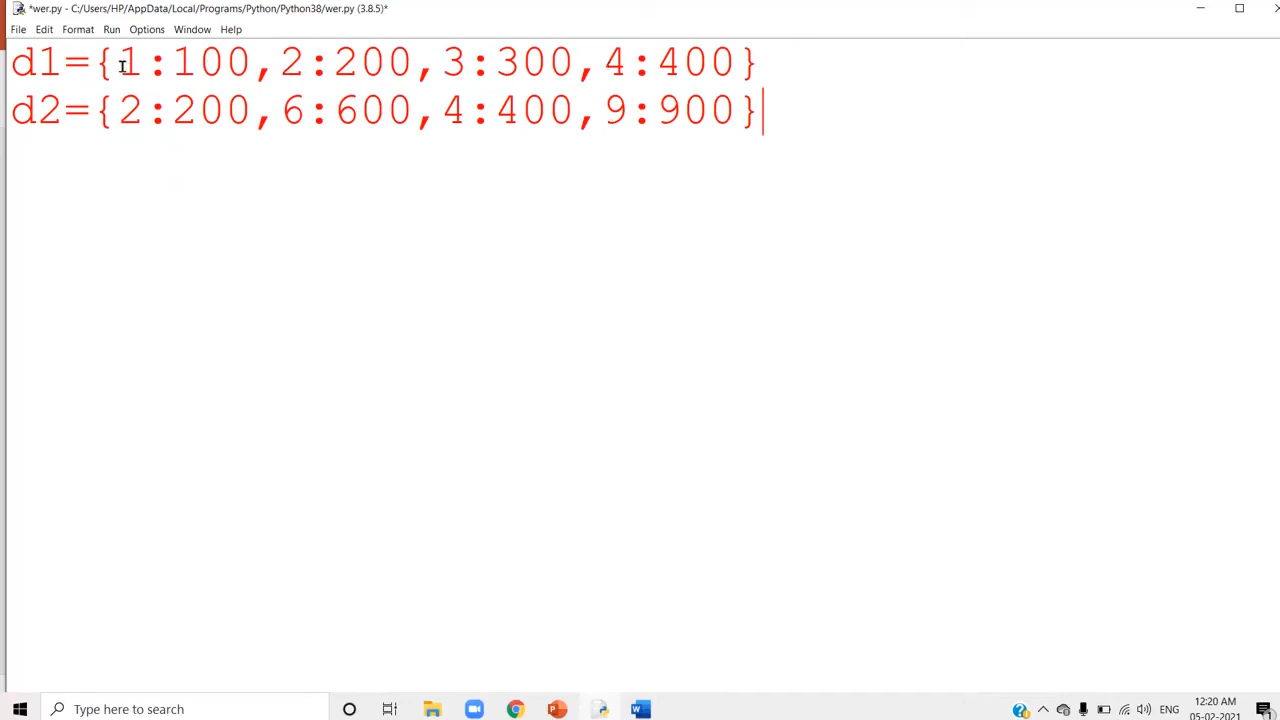 *wer.py - C:/Users/HP/AppData/Local/Programs/Python/Python38/wer.py (3.8.5)*
File Edit Format Run Options Window Help
d1={1:100,2:200,3:300,4:400}
d2={2:200,6:600,4:400,9:900}
Type here to search
ENG
12:20 AM
05-02-2021